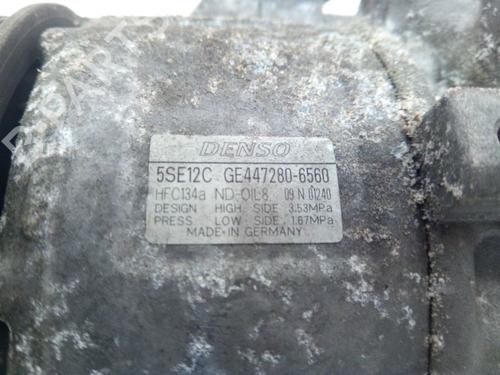 DENSO
5SE12C GE447280-6560
HFC134a ND-OIL8 09 N 01240
DESIGN HIGH SIDE 3.53MPa
PRESS LOW SIDE 1.67MPa
MADE IN GERMANY